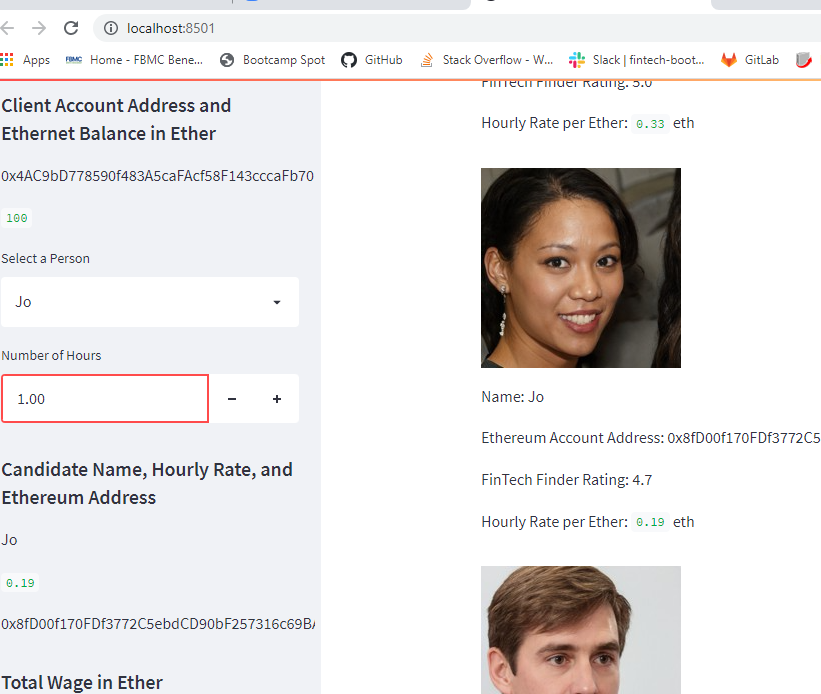 localhost:8501
Apps
FBMC
Home - FBMC Bene...
Bootcamp Spot
GitHub
Stack Overflow - W...
Slack | fintech-boot...
GitLab
Client Account Address and
Ethernet Balance in Ether
0x4AC9bD778590f483A5caFAcf58F143cccaFb70
100
Select a Person
Jo
Number of Hours
1.00
Candidate Name, Hourly Rate, and
Ethereum Address
Jo
0.19
0x8fD00f170FDf3772C5ebdCD90bF257316c69BA
Total Wage in Ether
FinTech Finder Rating: 5.0
Hourly Rate per Ether: 0.33 eth
Name: Jo
Ethereum Account Address: 0x8fD00f170FDf3772C5
FinTech Finder Rating: 4.7
Hourly Rate per Ether: 0.19 eth